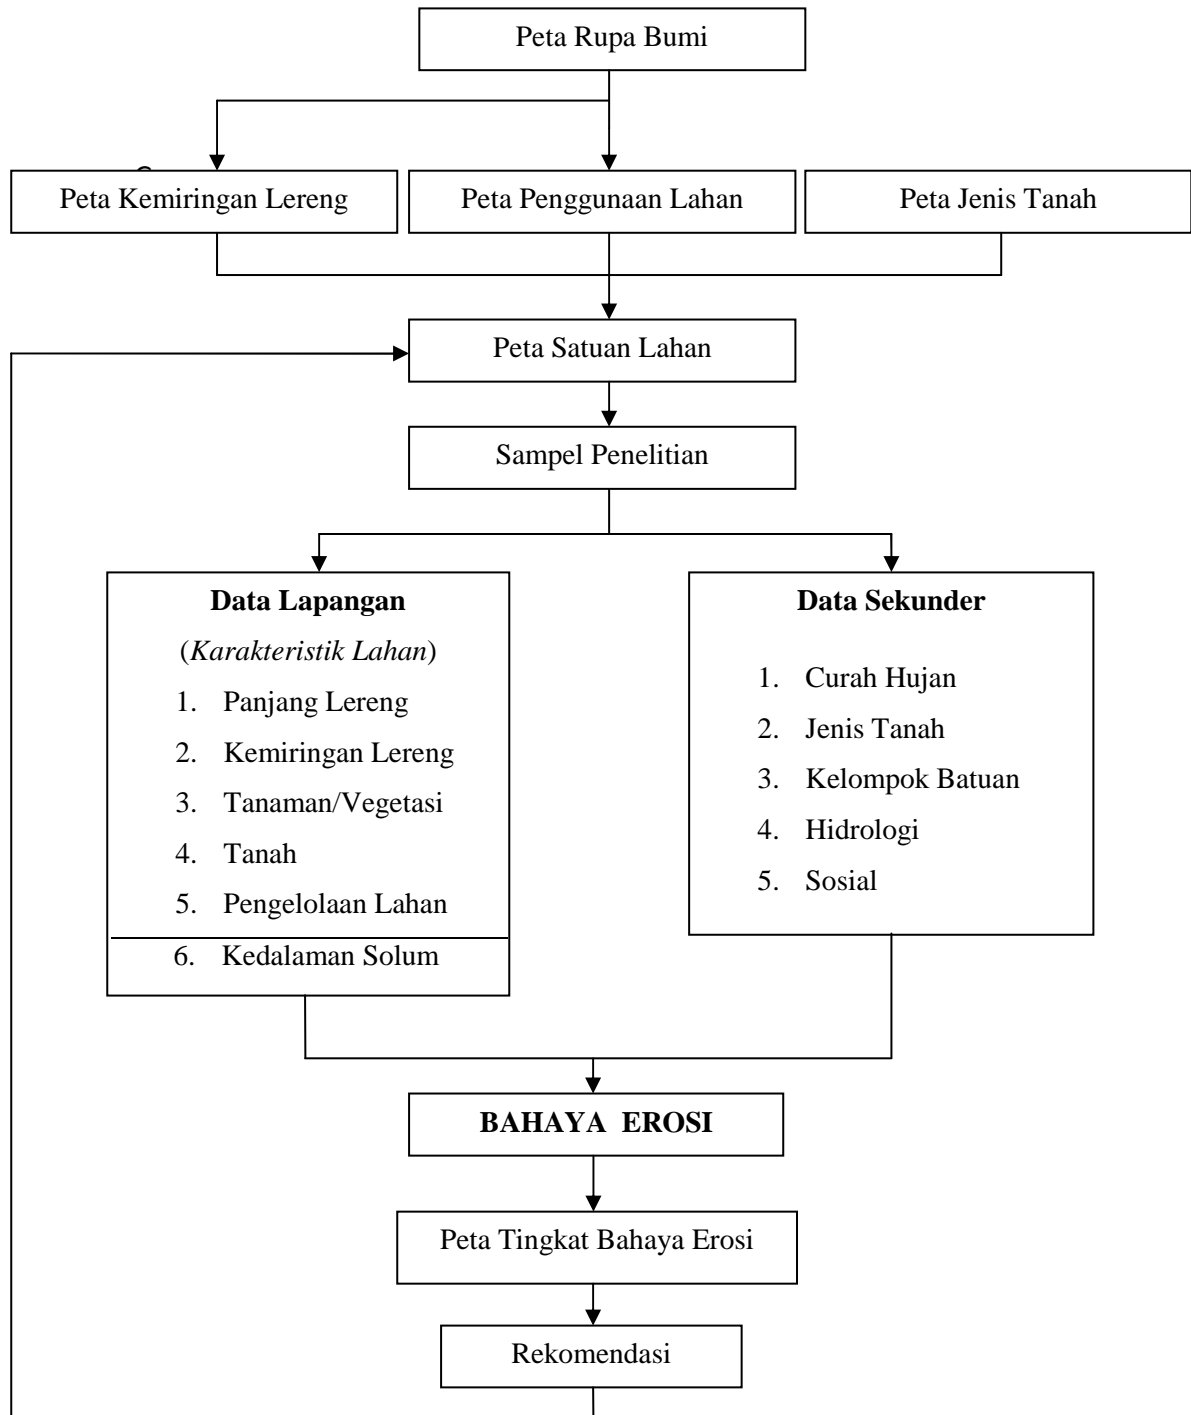 Peta Rupa Bumi
Peta Kemiringan Lereng
Peta Penggunaan Lahan
Peta Jenis Tanah
Peta Satuan Lahan
Sampel Penelitian
Data Lapangan
(Karakteristik Lahan)
1. Panjang Lereng
2. Kemiringan Lereng
3. Tanaman/Vegetasi
4. Tanah
5. Pengelolaan Lahan
6. Kedalaman Solum
Data Sekunder
1. Curah Hujan
2. Jenis Tanah
3. Kelompok Batuan
4. Hidrologi
5. Sosial
BAHAYA EROSI
Peta Tingkat Bahaya Erosi
Rekomendasi